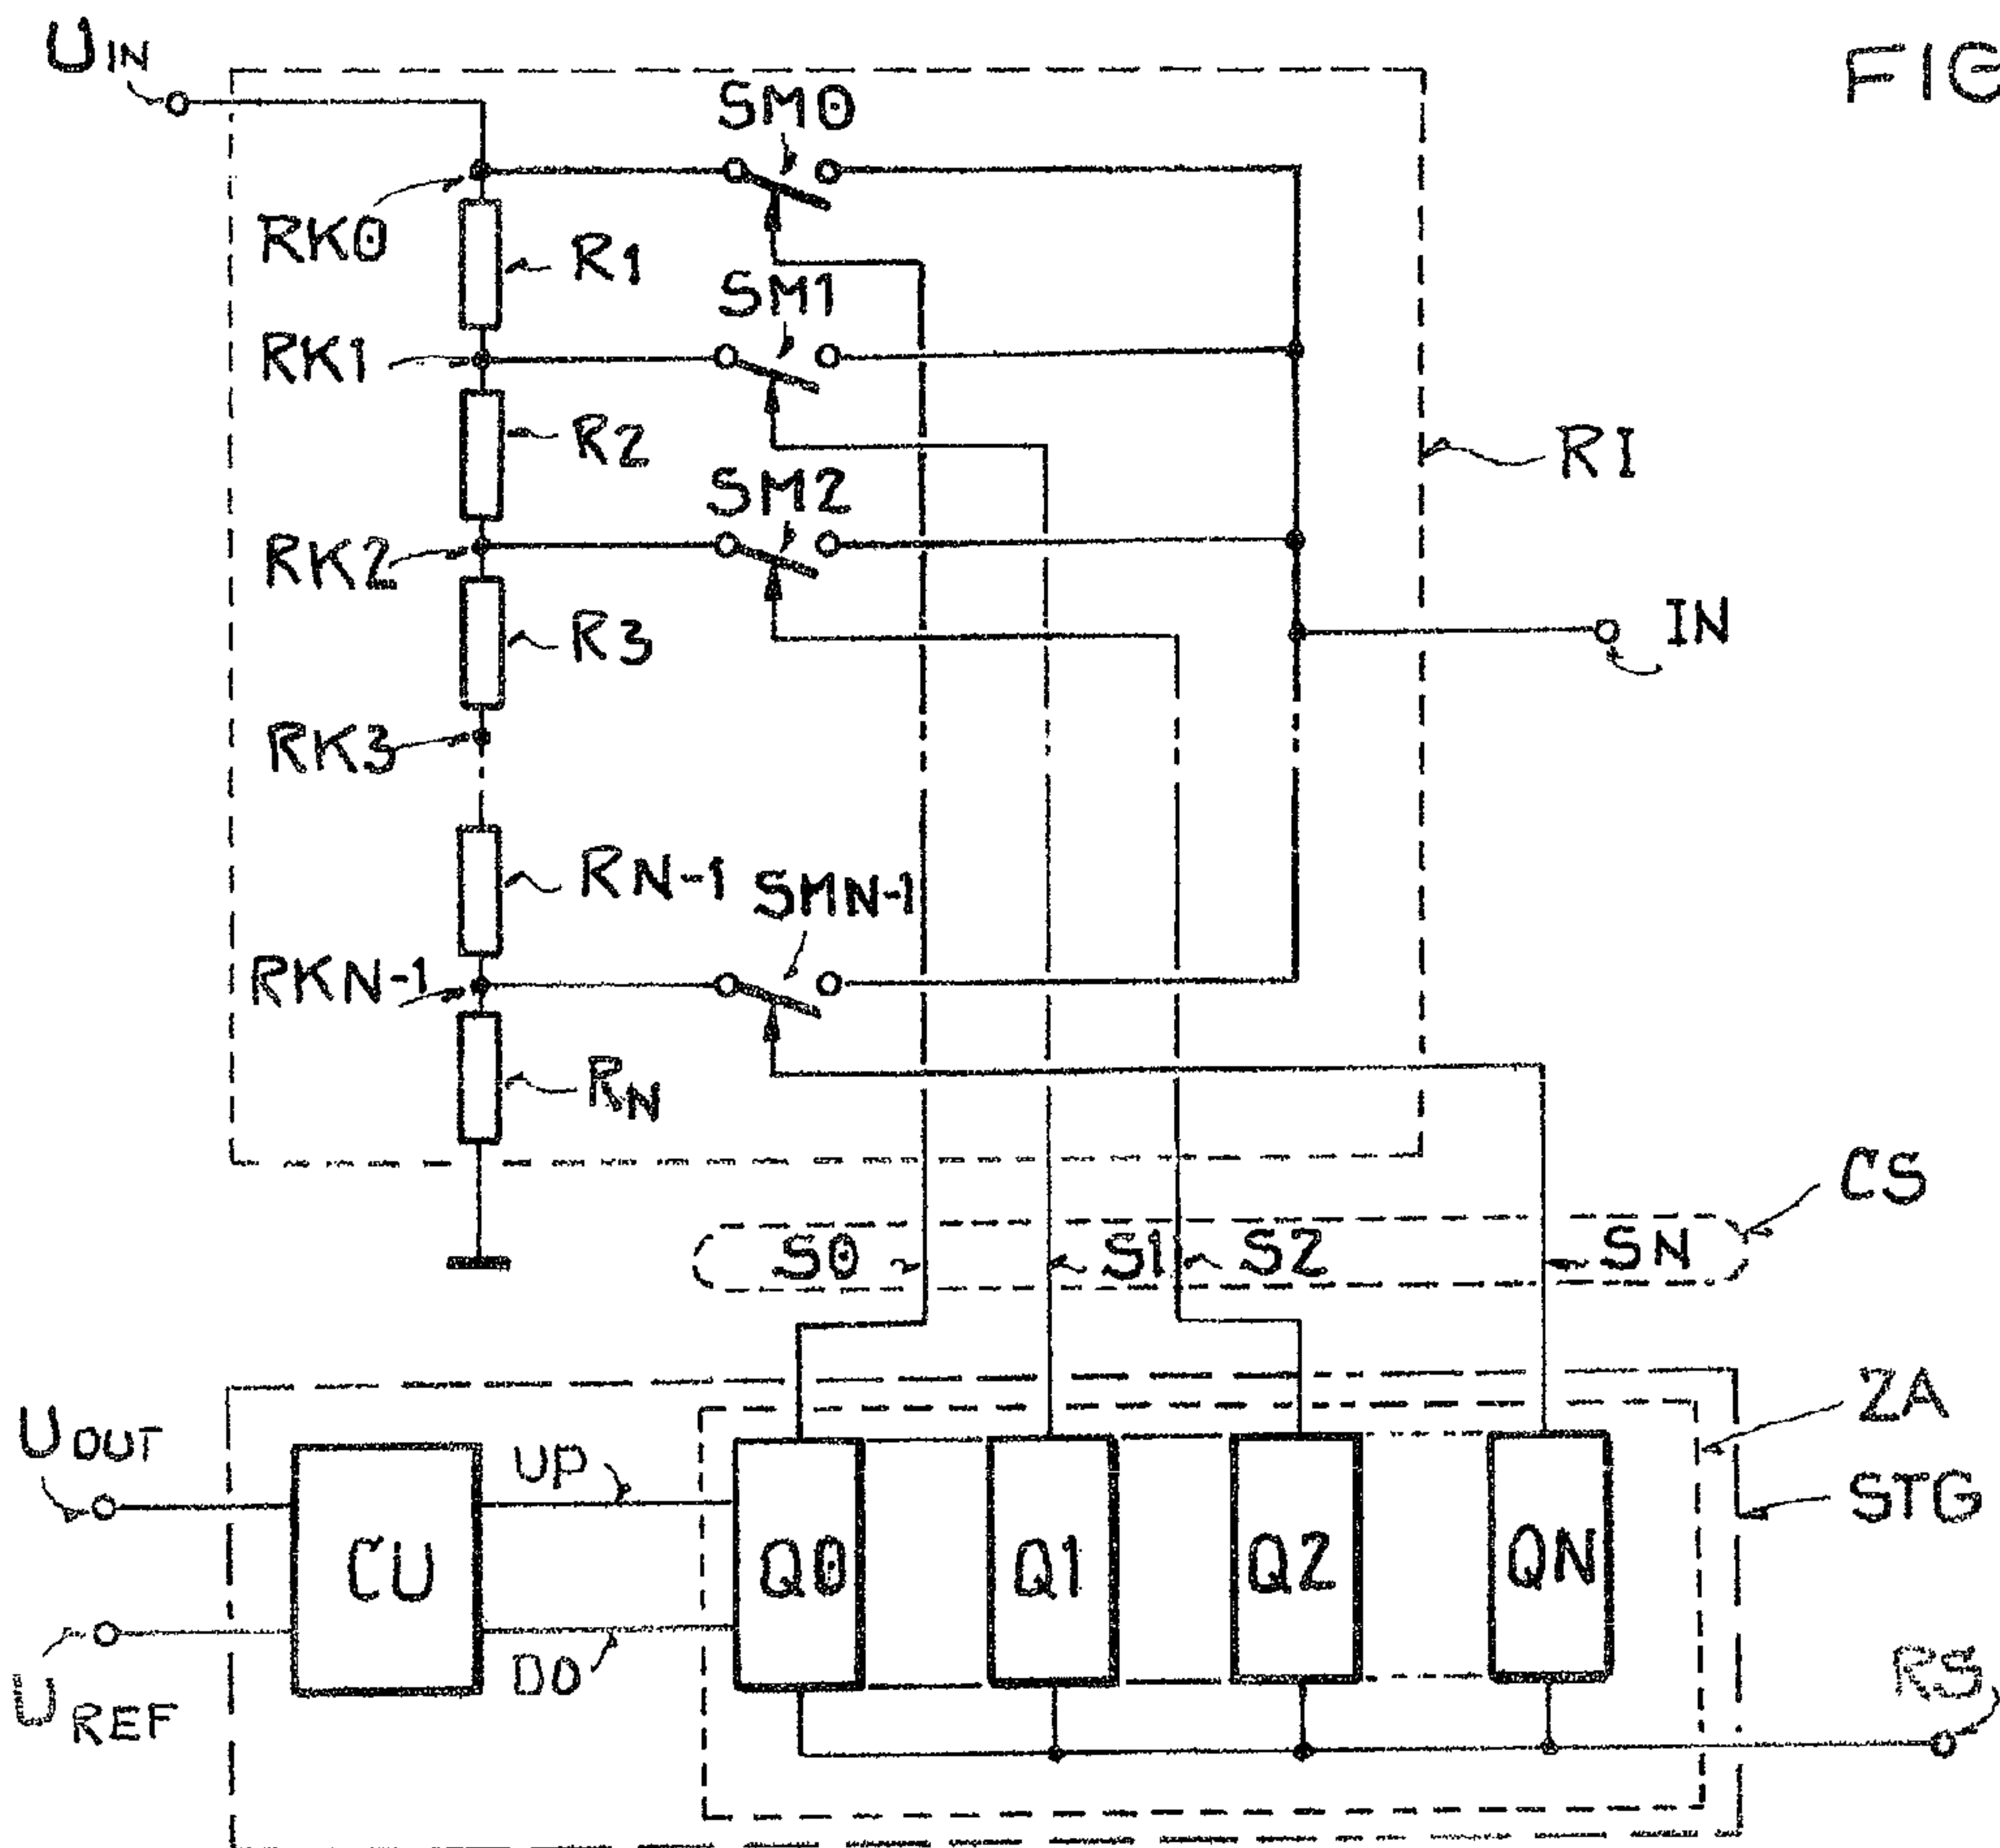 UIN
FIG
SM0
RK0
R1
SM1
RK1
R2
RI
SM2
RK2
IN
R3
RK3
RN-1
SMN-1
RKN-1
RN
CS
S0
S1
S2
SN
ZA
UOUT
UP
STG
CU
Q0
Q1
Q2
QN
DO
RS
UREF